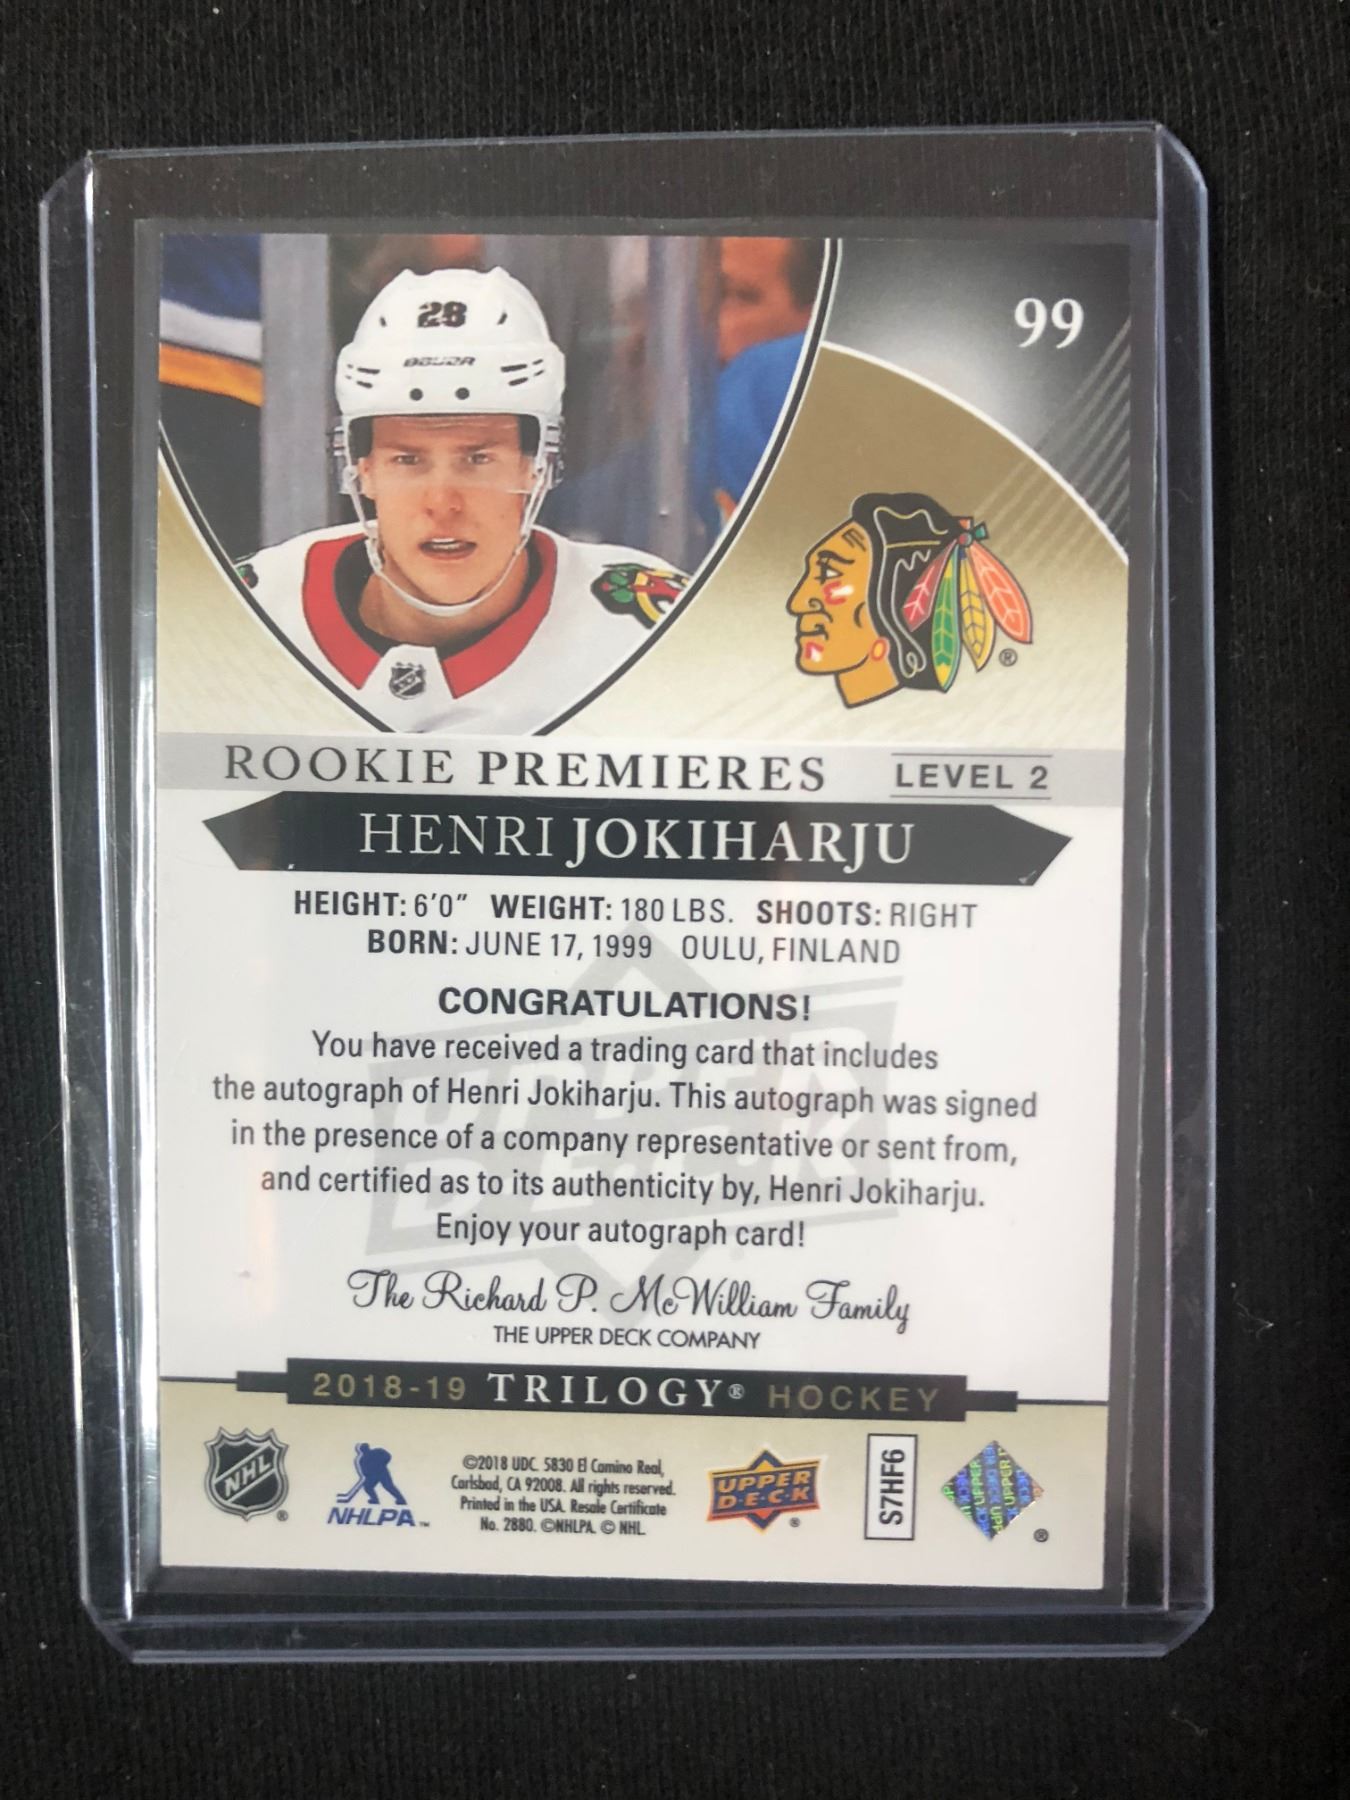 28
BAUER
99
ROOKIE PREMIERES LEVEL 2
HENRI JOKIHARJU
HEIGHT: 6'0" WEIGHT: 180 LBS. SHOOTS: RIGHT
BORN: JUNE 17, 1999 OULU, FINLAND
CONGRATULATIONS!
You have received a trading card that includes
the autograph of Henri Jokiharju. This autograph was signed
in the presence of a company representative or sent from,
and certified as to its authenticity by, Henri Jokiharju.
Enjoy your autograph card!
The Richard P. McWilliam Family
THE UPPER DECK COMPANY
2018-19 TRILOGY® HOCKEY
NHL ®
NHLPA ™
©2018 UDC. 5830 El Camino Real,
Carlsbad, CA 92008. All rights reserved.
Printed in the USA. Resale Certificate
No. 2880. ©NHLPA. © NHL.
UPPER
D·E·C·K ®
S7HF6
®